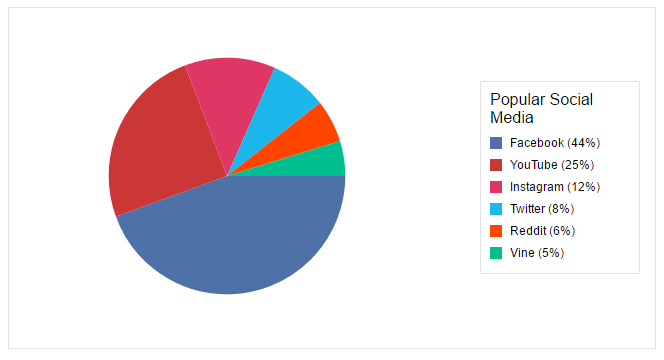 Popular Social
Media
Facebook (44%)
YouTube (25%)
Instagram (12%)
Twitter (8%)
Reddit (6%)
Vine (5%)